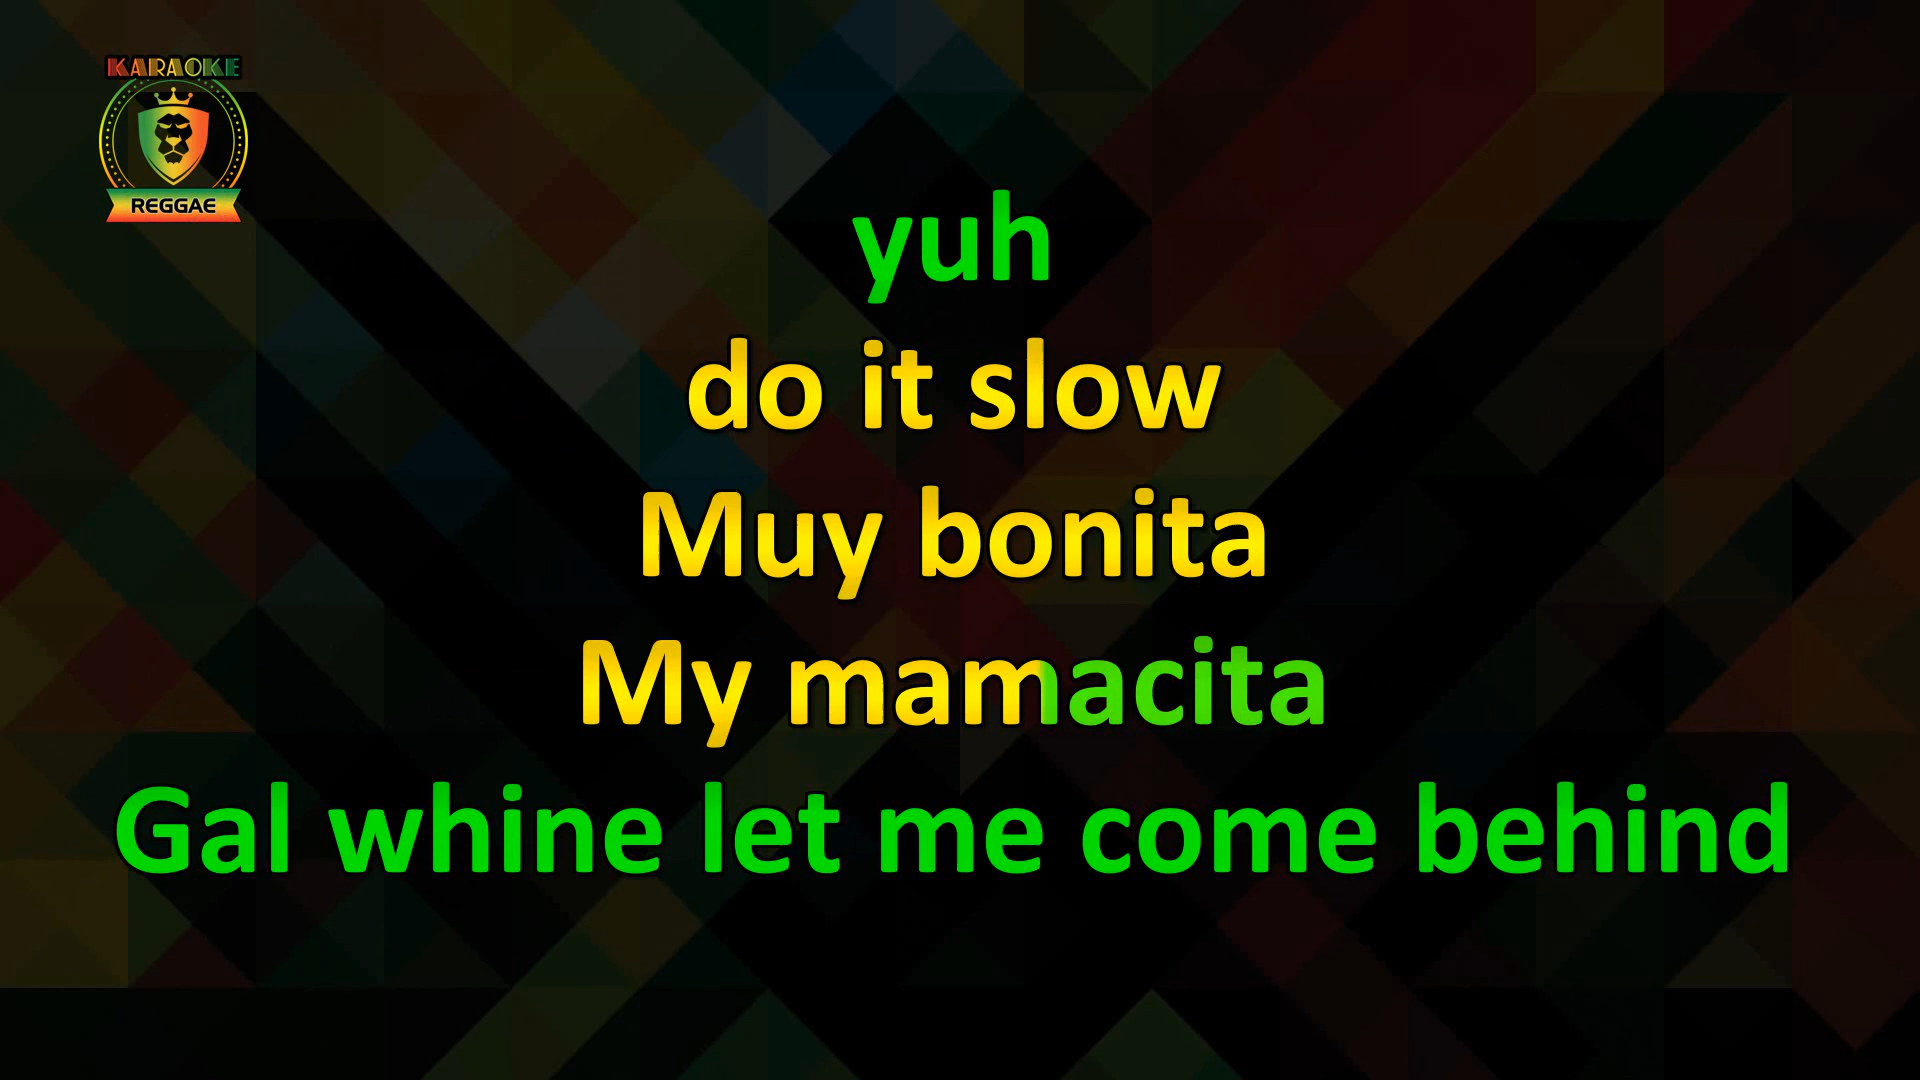 KARAOKE
REGGAE
yuh
do it slow
Muy bonita
My mamacita
Gal whine let me come behind